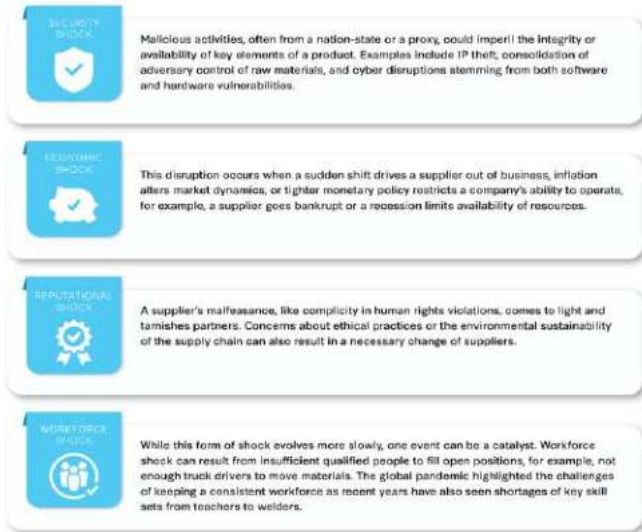 SECURITY
SHOCK
Malicious activities, often from a nation-state or a proxy, could imperil the integrity or
availability of key elements of a product. Examples include IP theft, consolidation of
adversary control of raw materials, and cyber disruptions stemming from both software
and hardware vulnerabilities.
ECONOMIC
SHOCK
This disruption occurs when a sudden shift drives a supplier out of business, inflation
alters market dynamics, or tighter monetary policy restricts a company's ability to operate,
for example, a supplier goes bankrupt or a recession limits availability of resources.
REPUTATIONAL
SHOCK
A supplier's malfeasance, like complicity in human rights violations, comes to light and
tarnishes partners. Concerns about ethical practices or the environmental sustainability
of the supply chain can also result in a necessary change of suppliers.
WORKFORCE
SHOCK
While this form of shock evolves more slowly, one event can be a catalyst. Workforce
shock can result from insufficient qualified people to fill open positions, for example, not
enough truck drivers to move materials. The global pandemic highlighted the challenges
of keeping a consistent workforce as recent years have also seen shortages of key skill
sets from teachers to welders.